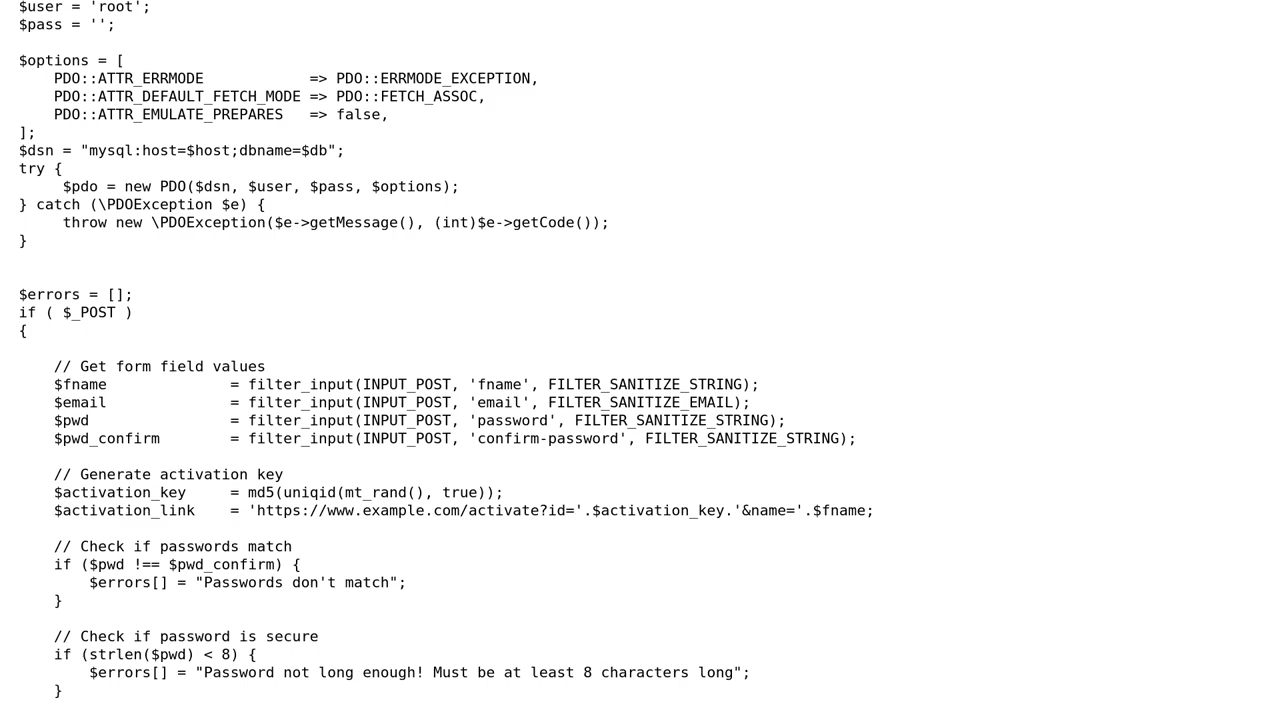 $user = 'root';
$pass = '';
$options = [
    PDO::ATTR_ERRMODE            => PDO::ERRMODE_EXCEPTION,
    PDO::ATTR_DEFAULT_FETCH_MODE => PDO::FETCH_ASSOC,
    PDO::ATTR_EMULATE_PREPARES   => false,
];
$dsn = "mysql:host=$host;dbname=$db";
try {
     $pdo = new PDO($dsn, $user, $pass, $options);
} catch (\PDOException $e) {
     throw new \PDOException($e->getMessage(), (int)$e->getCode());
}
$errors = [];
if ( $_POST )
{
    // Get form field values
    $fname              = filter_input(INPUT_POST, 'fname', FILTER_SANITIZE_STRING);
    $email              = filter_input(INPUT_POST, 'email', FILTER_SANITIZE_EMAIL);
    $pwd                = filter_input(INPUT_POST, 'password', FILTER_SANITIZE_STRING);
    $pwd_confirm        = filter_input(INPUT_POST, 'confirm-password', FILTER_SANITIZE_STRING);
    // Generate activation key
    $activation_key     = md5(uniqid(mt_rand(), true));
    $activation_link    = 'https://www.example.com/activate?id='.$activation_key.'&name='.$fname;
    // Check if passwords match
    if ($pwd !== $pwd_confirm) {
        $errors[] = "Passwords don't match";
    }
    // Check if password is secure
    if (strlen($pwd) < 8) {
        $errors[] = "Password not long enough! Must be at least 8 characters long";
    }